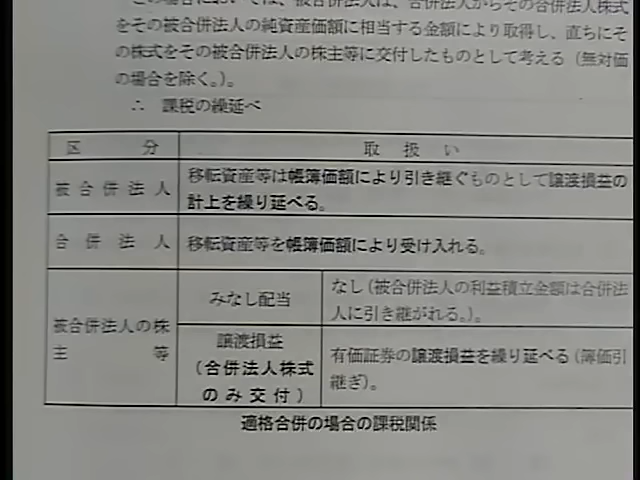 この場合においては、被合併法人は、合併法人からその合併法人株式
をその被合併法人の純資産価額に相当する金額により取得し、直ちにそ
の株式をその被合併法人の株主等に交付したものとして考える（無対価
の場合を除く。）。
∴ 課税の繰延べ
区 分 取 扱 い
被合併法人 移転資産等は帳簿価額により引き継ぐものとして譲渡損益の
計上を繰り延べる。
合併法人 移転資産等を帳簿価額により受け入れる。
被合併法人の株
主 等
みなし配当
なし（被合併法人の利益積立金額は合併法
人に引き継がれる。）。
譲渡損益
（合併法人株式
のみ交付）
有価証券の譲渡損益を繰り延べる（簿価引
継ぎ）。
適格合併の場合の課税関係